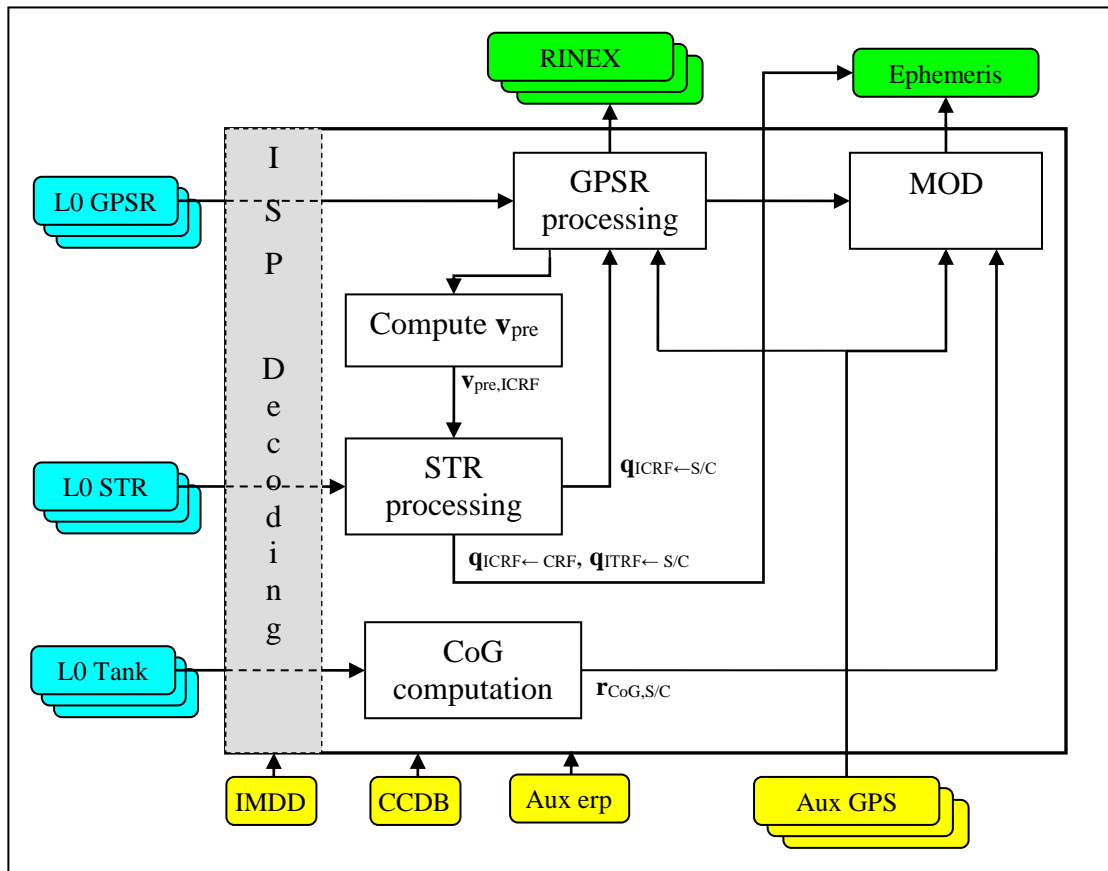 RINEX
Ephemeris
I
S
P
D
e
c
o
d
i
n
g
L0 GPSR
GPSR
processing
MOD
Compute vpre
vpre,ICRF
L0 STR
STR
processing
qICRF←S/C
qICRF← CRF, qITRF← S/C
L0 Tank
CoG
computation
rCoG,S/C
IMDD
CCDB
Aux erp
Aux GPS